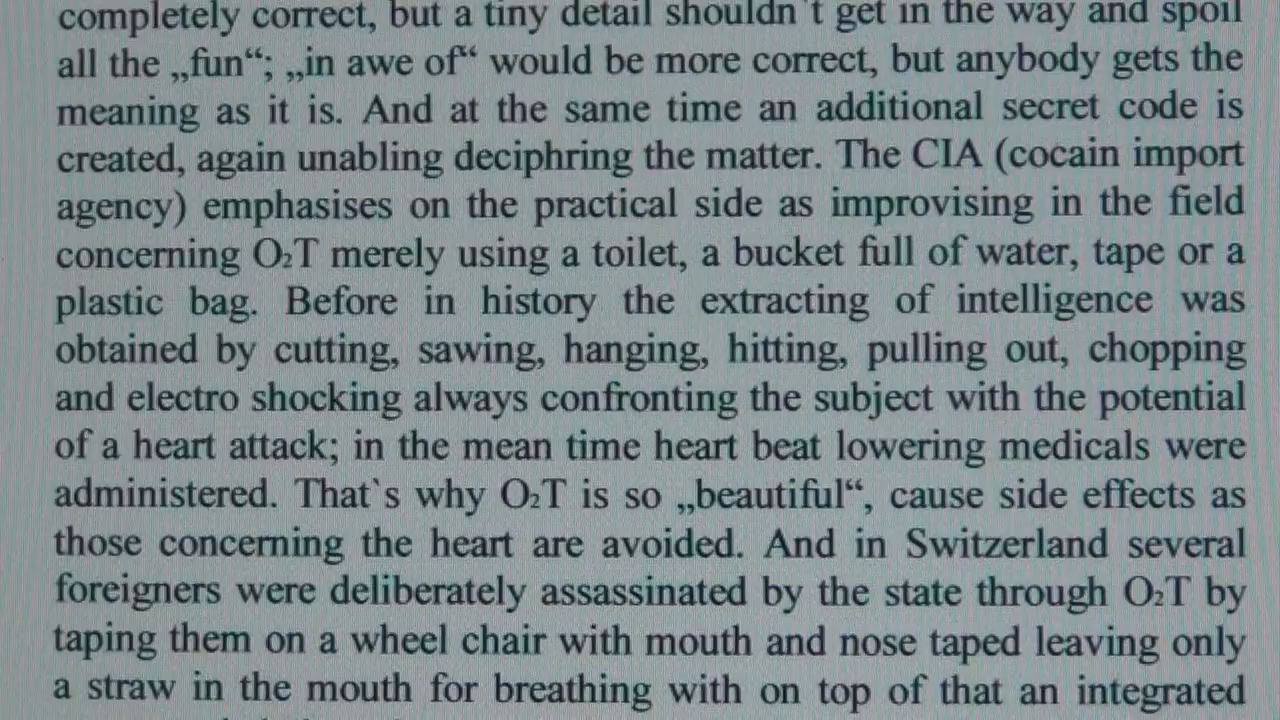 completely correct, but a tiny detail shouldn`t get in the way and spoil
all the „fun“; „in awe of“ would be more correct, but anybody gets the
meaning as it is. And at the same time an additional secret code is
created, again unabling deciphring the matter. The CIA (cocain import
agency) emphasises on the practical side as improvising in the field
concerning O₂T merely using a toilet, a bucket full of water, tape or a
plastic bag. Before in history the extracting of intelligence was
obtained by cutting, sawing, hanging, hitting, pulling out, chopping
and electro shocking always confronting the subject with the potential
of a heart attack; in the mean time heart beat lowering medicals were
administered. That`s why O₂T is so „beautiful“, cause side effects as
those concerning the heart are avoided. And in Switzerland several
foreigners were deliberately assassinated by the state through O₂T by
taping them on a wheel chair with mouth and nose taped leaving only
a straw in the mouth for breathing with on top of that an integrated